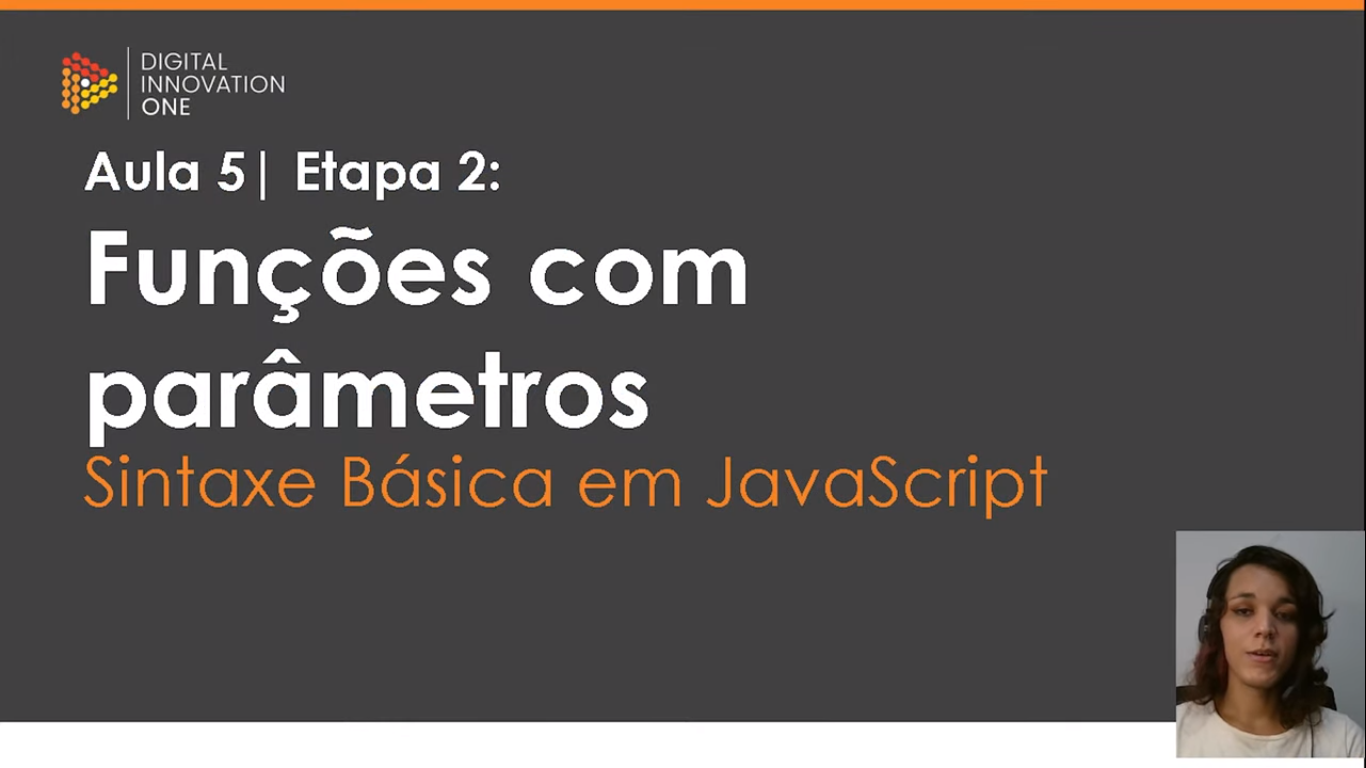 DIGITAL
INNOVATION
ONE
Aula 5| Etapa 2:
Funções com
parâmetros
Sintaxe Básica em JavaScript